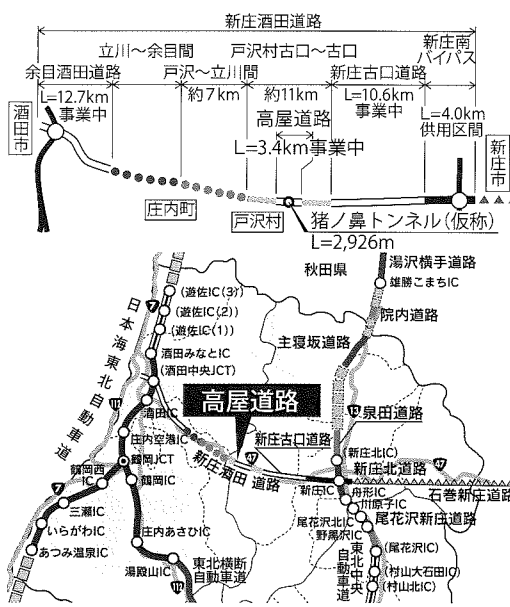 新庄酒田道路
立川～余目間
戸沢村古口～古口
新庄南
バイパス
余目酒田道路
戸沢～立川間
新庄古口道路
L=12.7km
事業中
約7km
約11km
L=10.6km
事業中
L=4.0km
供用区間
高屋道路
L=3.4km事業中
酒田市
新庄市
庄内町
戸沢村
猪ノ鼻トンネル(仮称)
L=2,926m
秋田県
湯沢横手道路
雄勝こまちIC
院内道路
主寝坂道路
日本海東北自動車道
7
(遊佐IC(3))
(遊佐IC(2))
(遊佐IC(1))
酒田みなとIC
(酒田中央JCT)
高屋道路
13
泉田道路
112
酒田IC
新庄古口道路
庄内空港IC
47
(新庄北IC)
新庄北道路
47
鶴岡JCT
新庄酒田道路
鶴岡西
IC
鶴岡IC
新庄IC
石巻新庄道路
7
舟形IC
三瀬IC
川原子IC
尾花沢新庄道路
いらがわIC
庄内あさひIC
尾花沢北IC
野黒沢IC
(尾花沢IC)
あつみ温泉IC
湯殿山IC
東北横断
自動車道
112
東北中央
自動車道
(村山大石田IC)
(村山北IC)